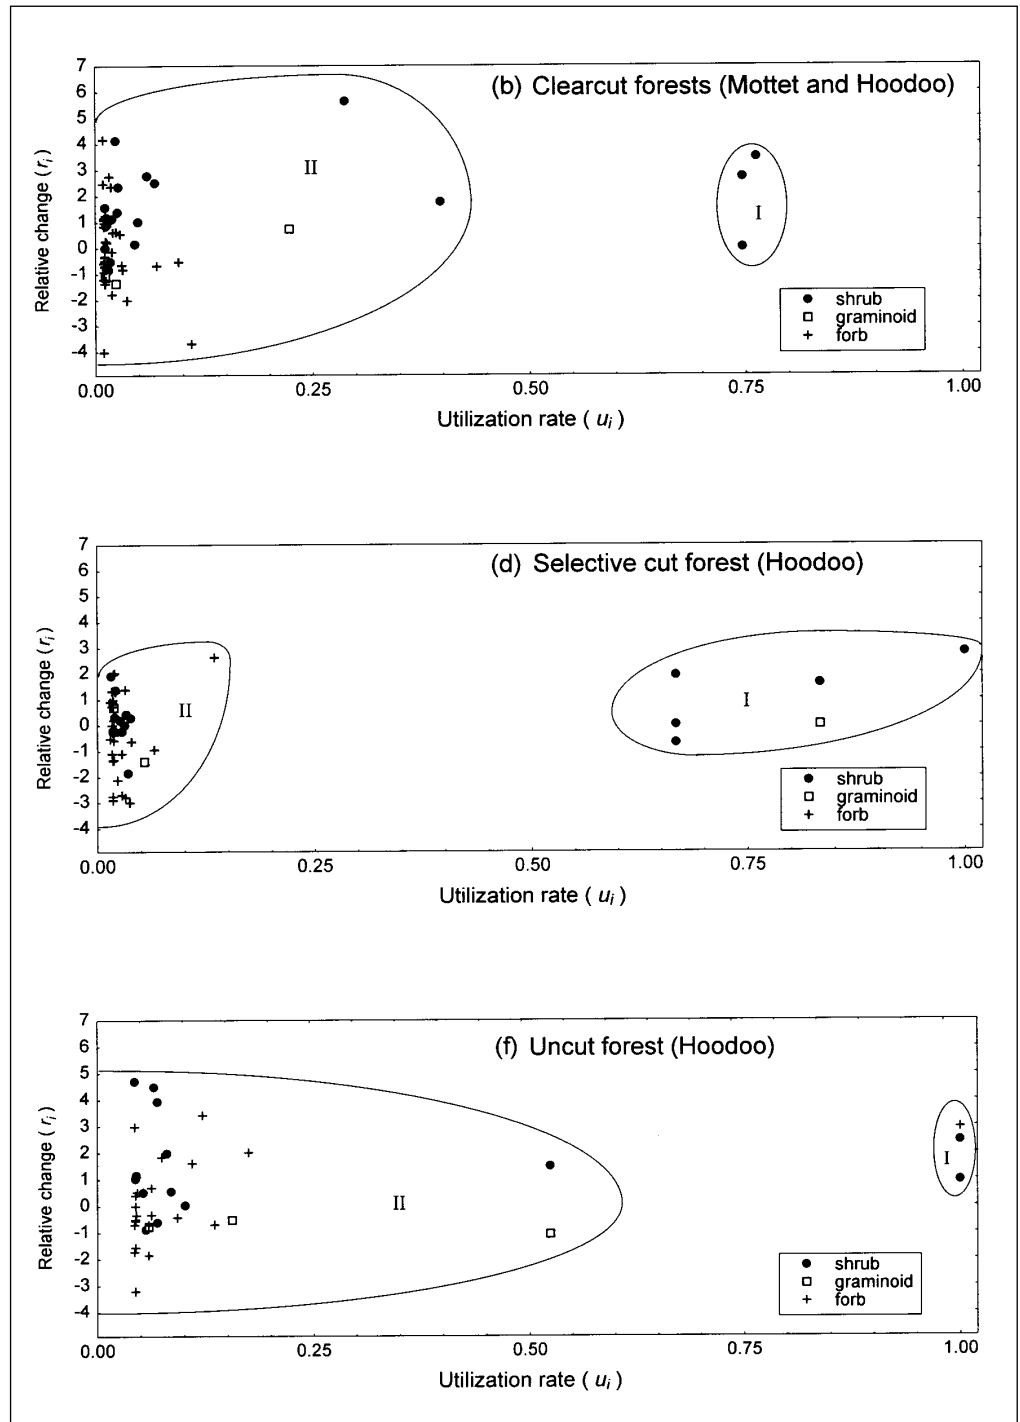 (b) Clearcut forests (Mottet and Hoodoo)
Relative change (ri)
7
6
5
4
3
2
1
0
-1
-2
-3
-4
II
I
shrub
graminoid
forb
0.00 0.25 0.50 0.75 1.00
Utilization rate ( ui )
(d) Selective cut forest (Hoodoo)
Relative change (ri)
7
6
5
4
3
2
1
0
-1
-2
-3
-4
II
I
shrub
graminoid
forb
0.00 0.25 0.50 0.75 1.00
Utilization rate ( ui )
(f) Uncut forest (Hoodoo)
Relative change (ri)
7
6
5
4
3
2
1
0
-1
-2
-3
-4
II
I
shrub
graminoid
forb
0.00 0.25 0.50 0.75 1.00
Utilization rate ( ui )